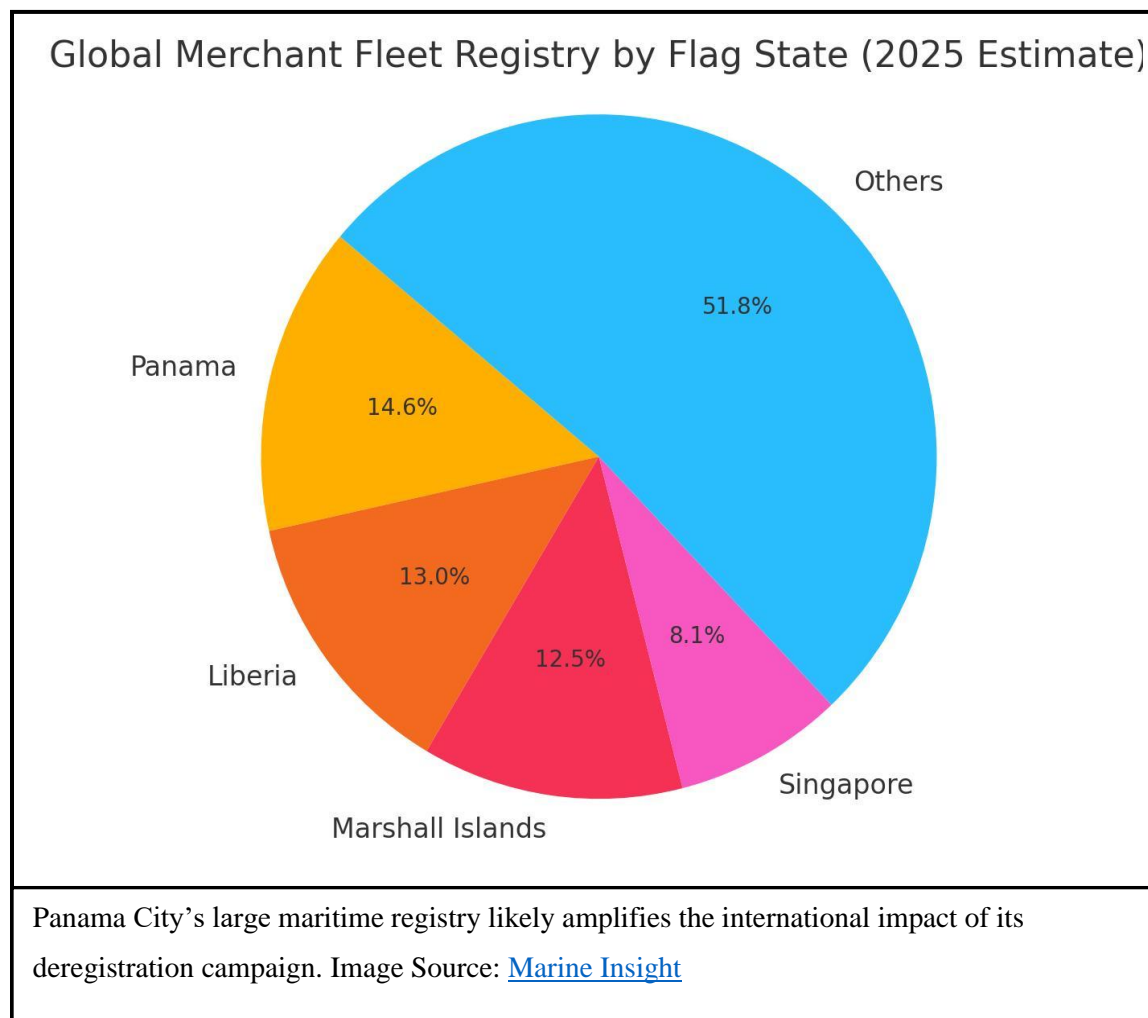 Global Merchant Fleet Registry by Flag State (2025 Estimate)
Others
51.8%
Panama
14.6%
13.0%
8.1%
12.5%
Liberia
Singapore
Marshall Islands
Panama City’s large maritime registry likely amplifies the international impact of its
deregistration campaign. Image Source: Marine Insight